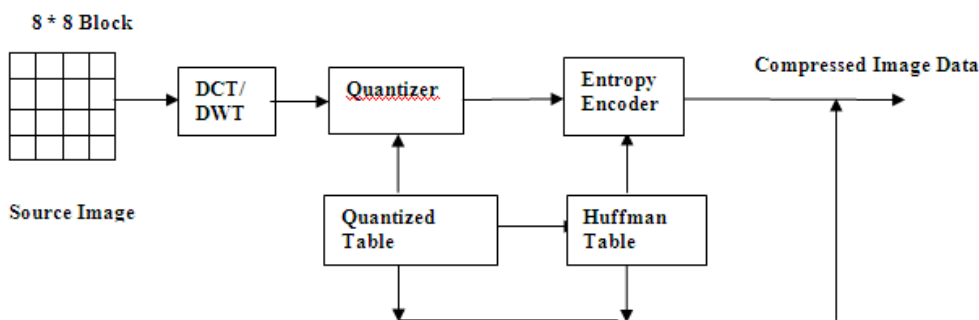 8 * 8 Block
DCT/
DWT
Quantizer
Entropy
Encoder
Compressed Image Data
Source Image
Quantized
Table
Huffman
Table